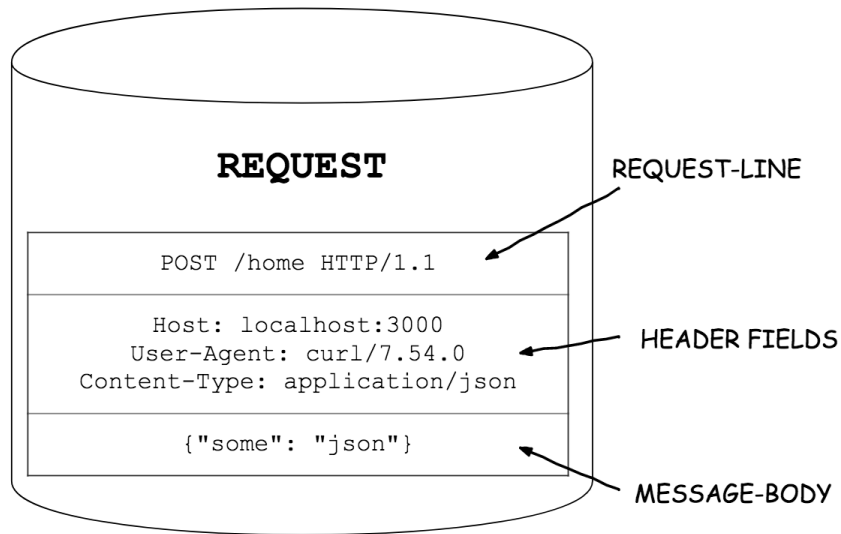 REQUEST
REQUEST-LINE
POST /home HTTP/1.1
Host: localhost:3000
User-Agent: curl/7.54.0
Content-Type: application/json
HEADER FIELDS
{"some": "json"}
MESSAGE-BODY